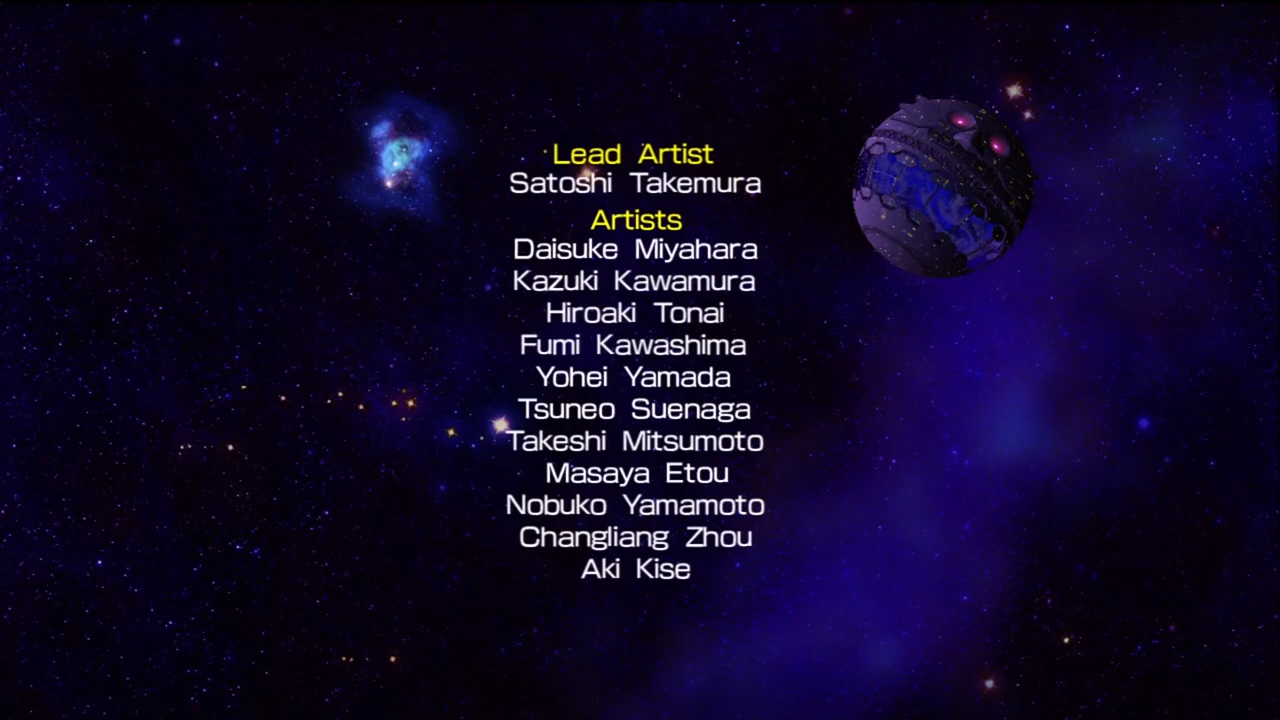 Lead Artist
Satoshi Takemura
Artists
Daisuke Miyahara
Kazuki Kawamura
Hiroaki Tonai
Fumi Kawashima
Yohei Yamada
Tsuneo Suenaga
Takeshi Mitsumoto
Masaya Etou
Nobuko Yamamoto
Changliang Zhou
Aki Kise